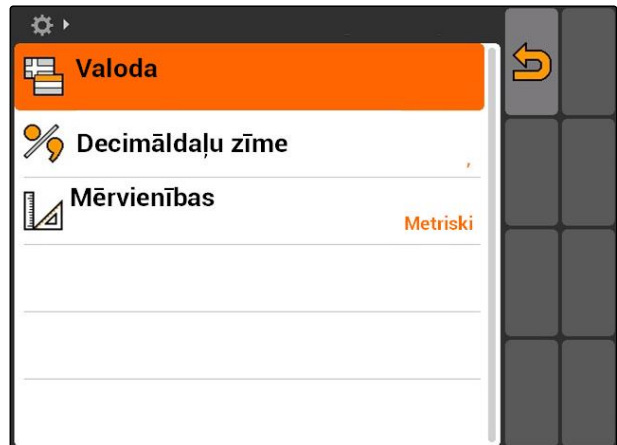 Valoda
Decimāldaļu zīme
,
Mērvienības
Metriski